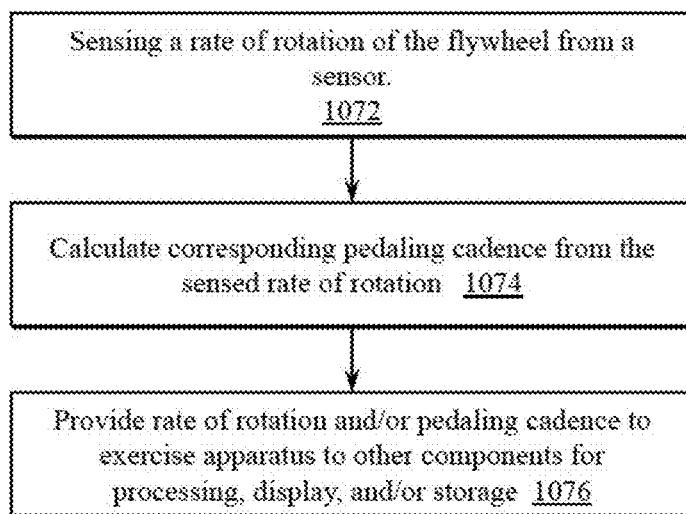 Sensing a rate of rotation of the flywheel from a
sensor.
1072
Calculate corresponding pedaling cadence from the
sensed rate of rotation 1074
Provide rate of rotation and/or pedaling cadence to
exercise apparatus to other components for
processing, display, and/or storage 1076